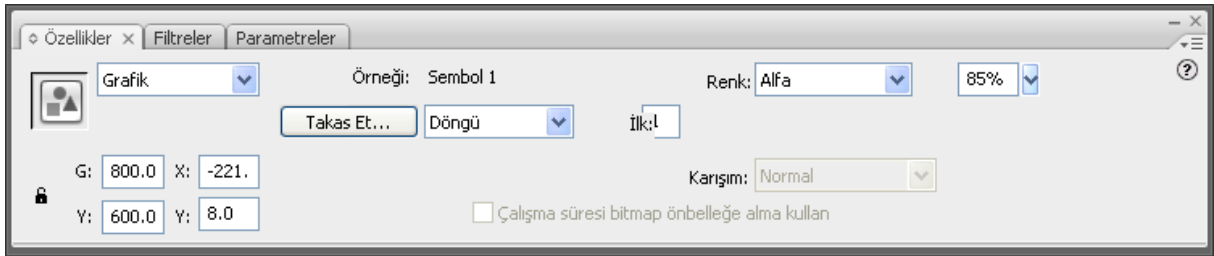 Özellikler Filtreler Parametreler
Grafik Örneği: Sembol 1 Renk: Alfa 85%
Takas Et... Döngü İlk:
G: 800.0 X: -221. Karışım: Normal
Y: 600.0 Y: 8.0 Çalışma süresi bitmap önbelleğe alma kullan